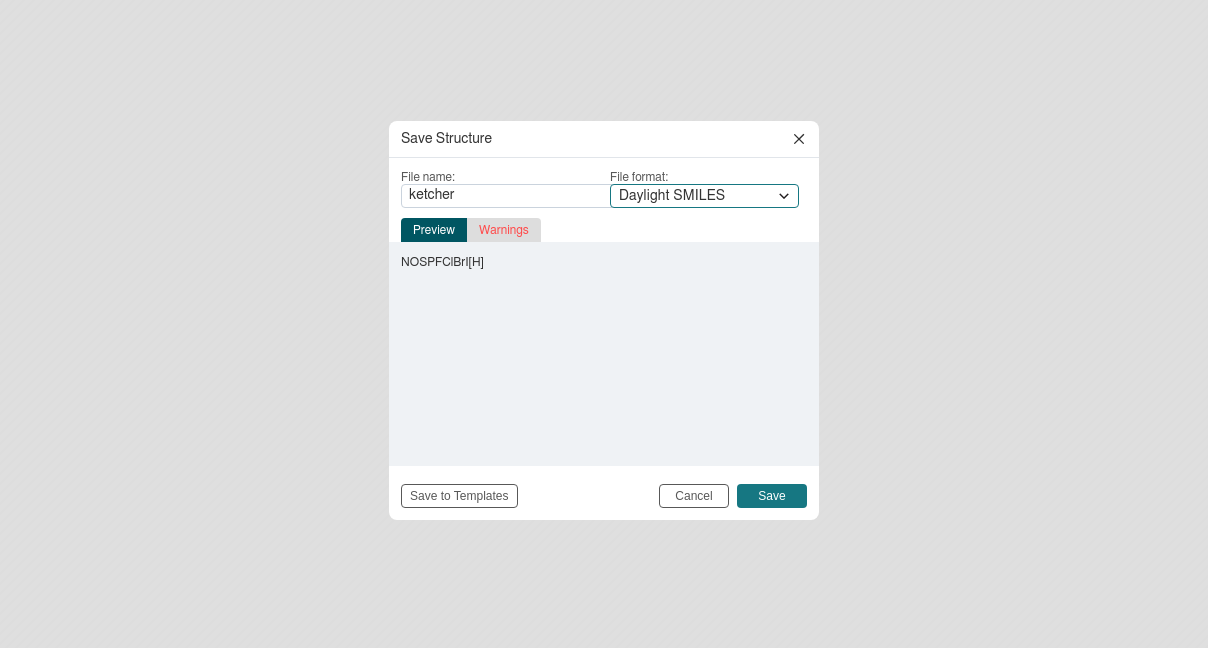 Save Structure
File name:
File format:
ketcher
Daylight SMILES
Preview
Warnings
NOSPFClBrI[H]
Save to Templates
Cancel
Save